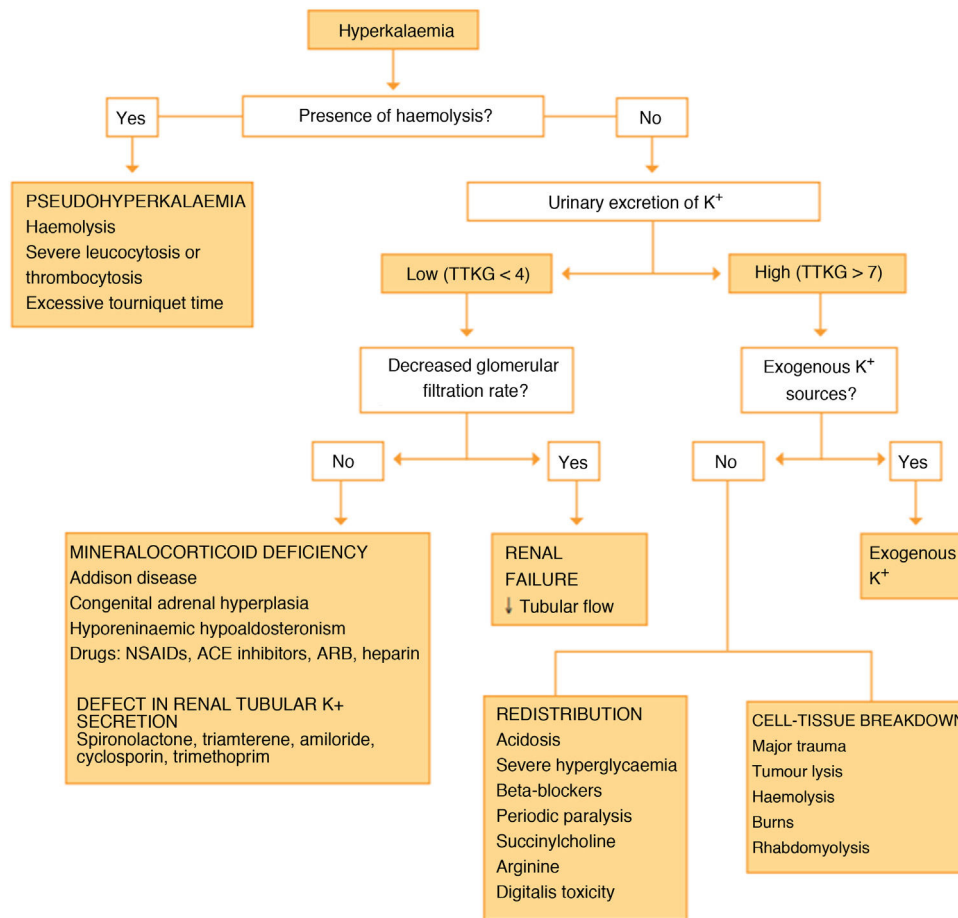 Hyperkalaemia
Yes
Presence of haemolysis?
No
PSEUDOHYPERKALAEMIA
Haemolysis
Severe leucocytosis or
thrombocytosis
Excessive tourniquet time
Urinary excretion of K⁺
Low (TTKG < 4)
High (TTKG > 7)
Decreased glomerular
filtration rate?
Exogenous K⁺
sources?
No
Yes
No
Yes
MINERALOCORTICOID DEFICIENCY
Addison disease
Congenital adrenal hyperplasia
Hyporeninaemic hypoaldosteronism
Drugs: NSAIDs, ACE inhibitors, ARB, heparin
DEFECT IN RENAL TUBULAR K+
SECRETION
Spironolactone, triamterene, amiloride,
cyclosporin, trimethoprim
RENAL
FAILURE
↓ Tubular flow
Exogenous
K⁺
REDISTRIBUTION
Acidosis
Severe hyperglycaemia
Beta-blockers
Periodic paralysis
Succinylcholine
Arginine
Digitalis toxicity
CELL-TISSUE BREAKDOWN
Major trauma
Tumour lysis
Haemolysis
Burns
Rhabdomyolysis